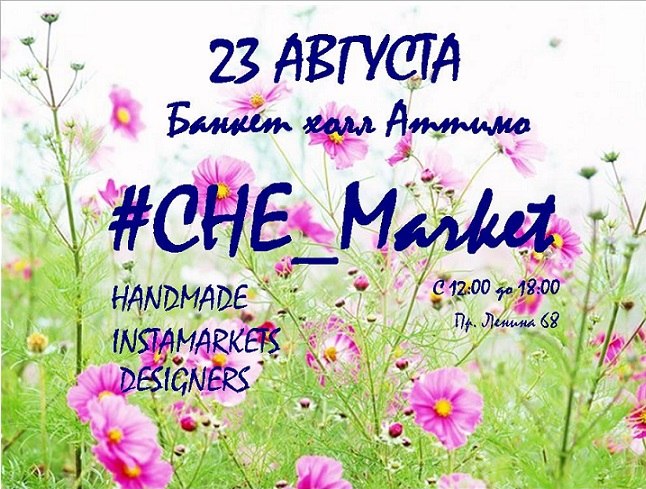 23 АВГУСТА
Банкет холл Аттимо
#CHE_Market
С 12:00 до 18:00
HANDMADE
Пр. Ленина 68
INSTAMARKETS
DESIGNERS